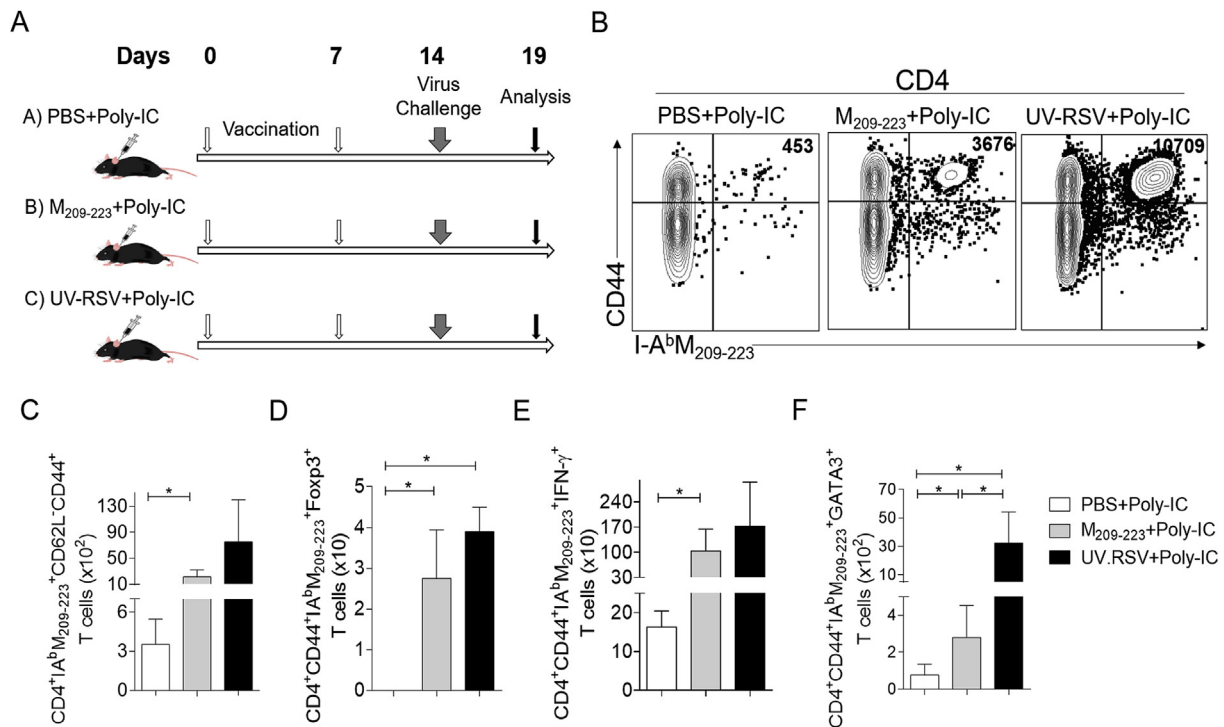 A
Days 0 7 14 19
Virus
Challenge
Analysis
Vaccination
A) PBS+Poly-IC
B) M209-223+Poly-IC
C) UV-RSV+Poly-IC
B
CD4
PBS+Poly-IC M209-223+Poly-IC UV-RSV+Poly-IC
453 3676 10709
CD44
I-AbM209-223
C
CD4+IAbM209-223+CD62L-CD44+
T cells (x10²)
130
90
50
10
6
3
0
*
D
CD4+CD44+IAbM209-223+Foxp3+
T cells (x10)
5
4
3
2
1
0
*
*
E
CD4+CD44+IAbM209-223+IFN-γ+
T cells (x10)
240
170
100
30
20
10
0
*
F
CD4+CD44+IAbM209-223+GATA3+
T cells (x10²)
70
50
30
10
4
2
0
*
* *
PBS+Poly-IC
M209-223+Poly-IC
UV.RSV+Poly-IC